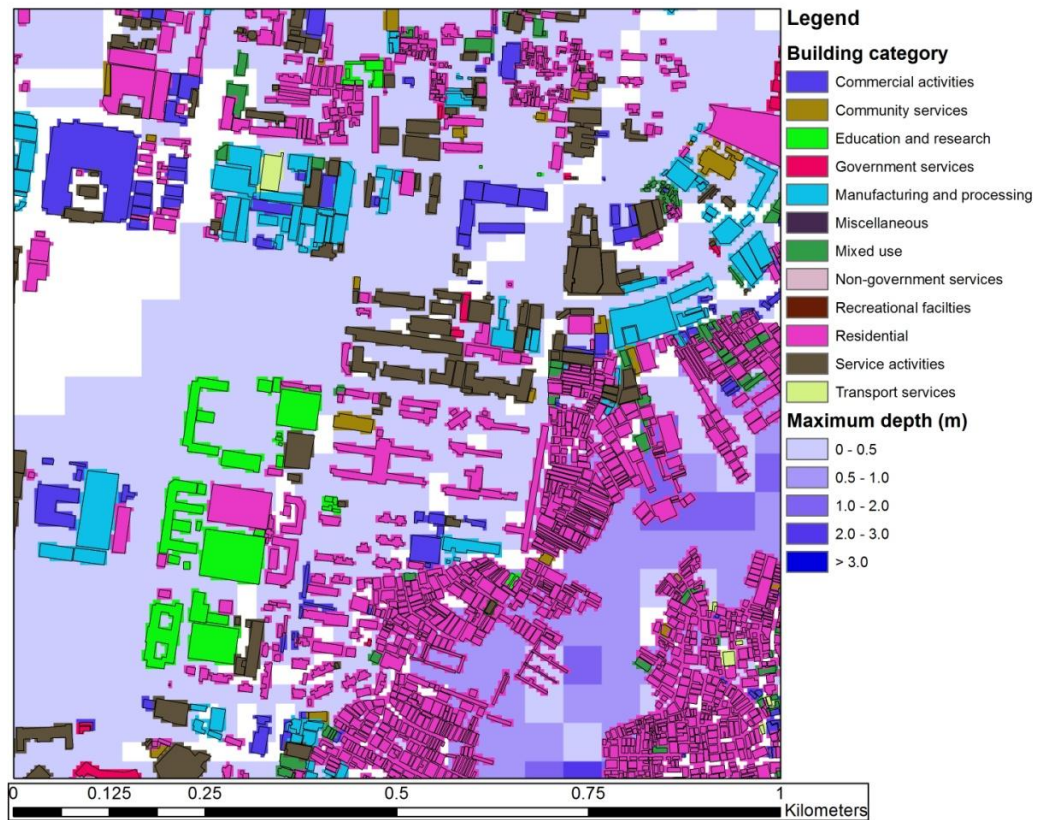 Legend
Building category
Commercial activities
Community services
Education and research
Government services
Manufacturing and processing
Miscellaneous
Mixed use
Non-government services
Recreational facilties
Residential
Service activities
Transport services
Maximum depth (m)
0 - 0.5
0.5 - 1.0
1.0 - 2.0
2.0 - 3.0
> 3.0
0 0.125 0.25 0.5 0.75 1
Kilometers